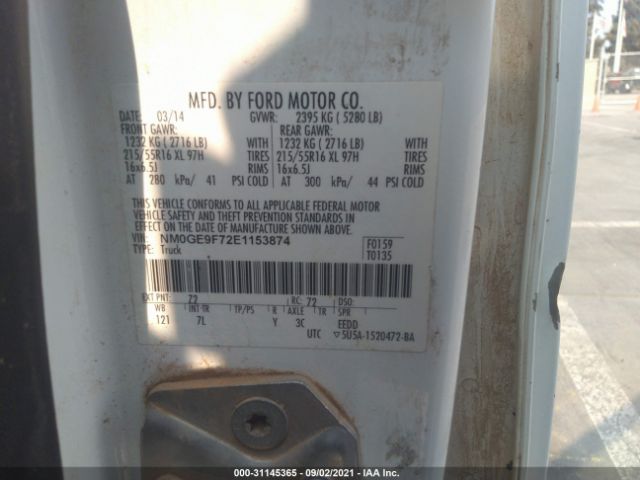 MFD. BY FORD MOTOR CO.
DATE: 03/14 GVWR: 2395 KG ( 5280 LB)
FRONT GAWR: REAR GAWR:
1232 KG ( 2716 LB) WITH 1232 KG ( 2716 LB) WITH
215/55R16 XL 97H TIRES 215/55R16 XL 97H TIRES
16x6.5J RIMS 16x6.5J RIMS
AT 280 kPa/ 41 PSI COLD AT 300 kPa/ 44 PSI COLD
THIS VEHICLE CONFORMS TO ALL APPLICABLE FEDERAL MOTOR
VEHICLE SAFETY AND THEFT PREVENTION STANDARDS IN
EFFECT ON THE DATE OF MANUFACTURE SHOWN ABOVE.
VIN: NM0GE9F72E1153874 F0159
TYPE: Truck T0135
EXT PNT: Z2 RC: 72 DSO:
WB INT TR TP/PS R AXLE TR SPR
121 7L Y 3C EEDD
UTC ▽5U5A-1520472-BA
000-31145365 - 09/02/2021 - IAA Inc.